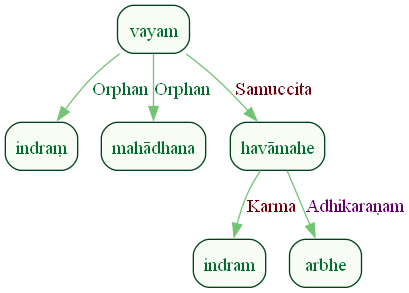 vayam
Orphan Orphan Samuccita
indraṃ mahādhana havāmahe
Karma Adhikaraṇam
indram arbhe